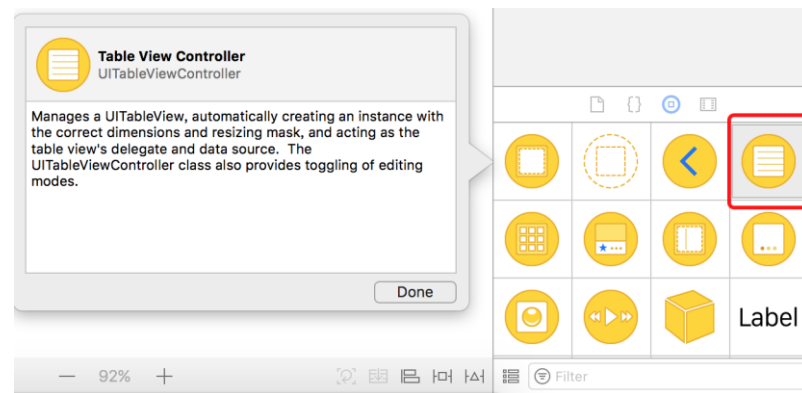 Table View Controller
UITableViewController
Manages a UITableView, automatically creating an instance with
the correct dimensions and resizing mask, and acting as the
table view's delegate and data source. The
UITableViewController class also provides toggling of editing
modes.
Done
Label
92%
Filter